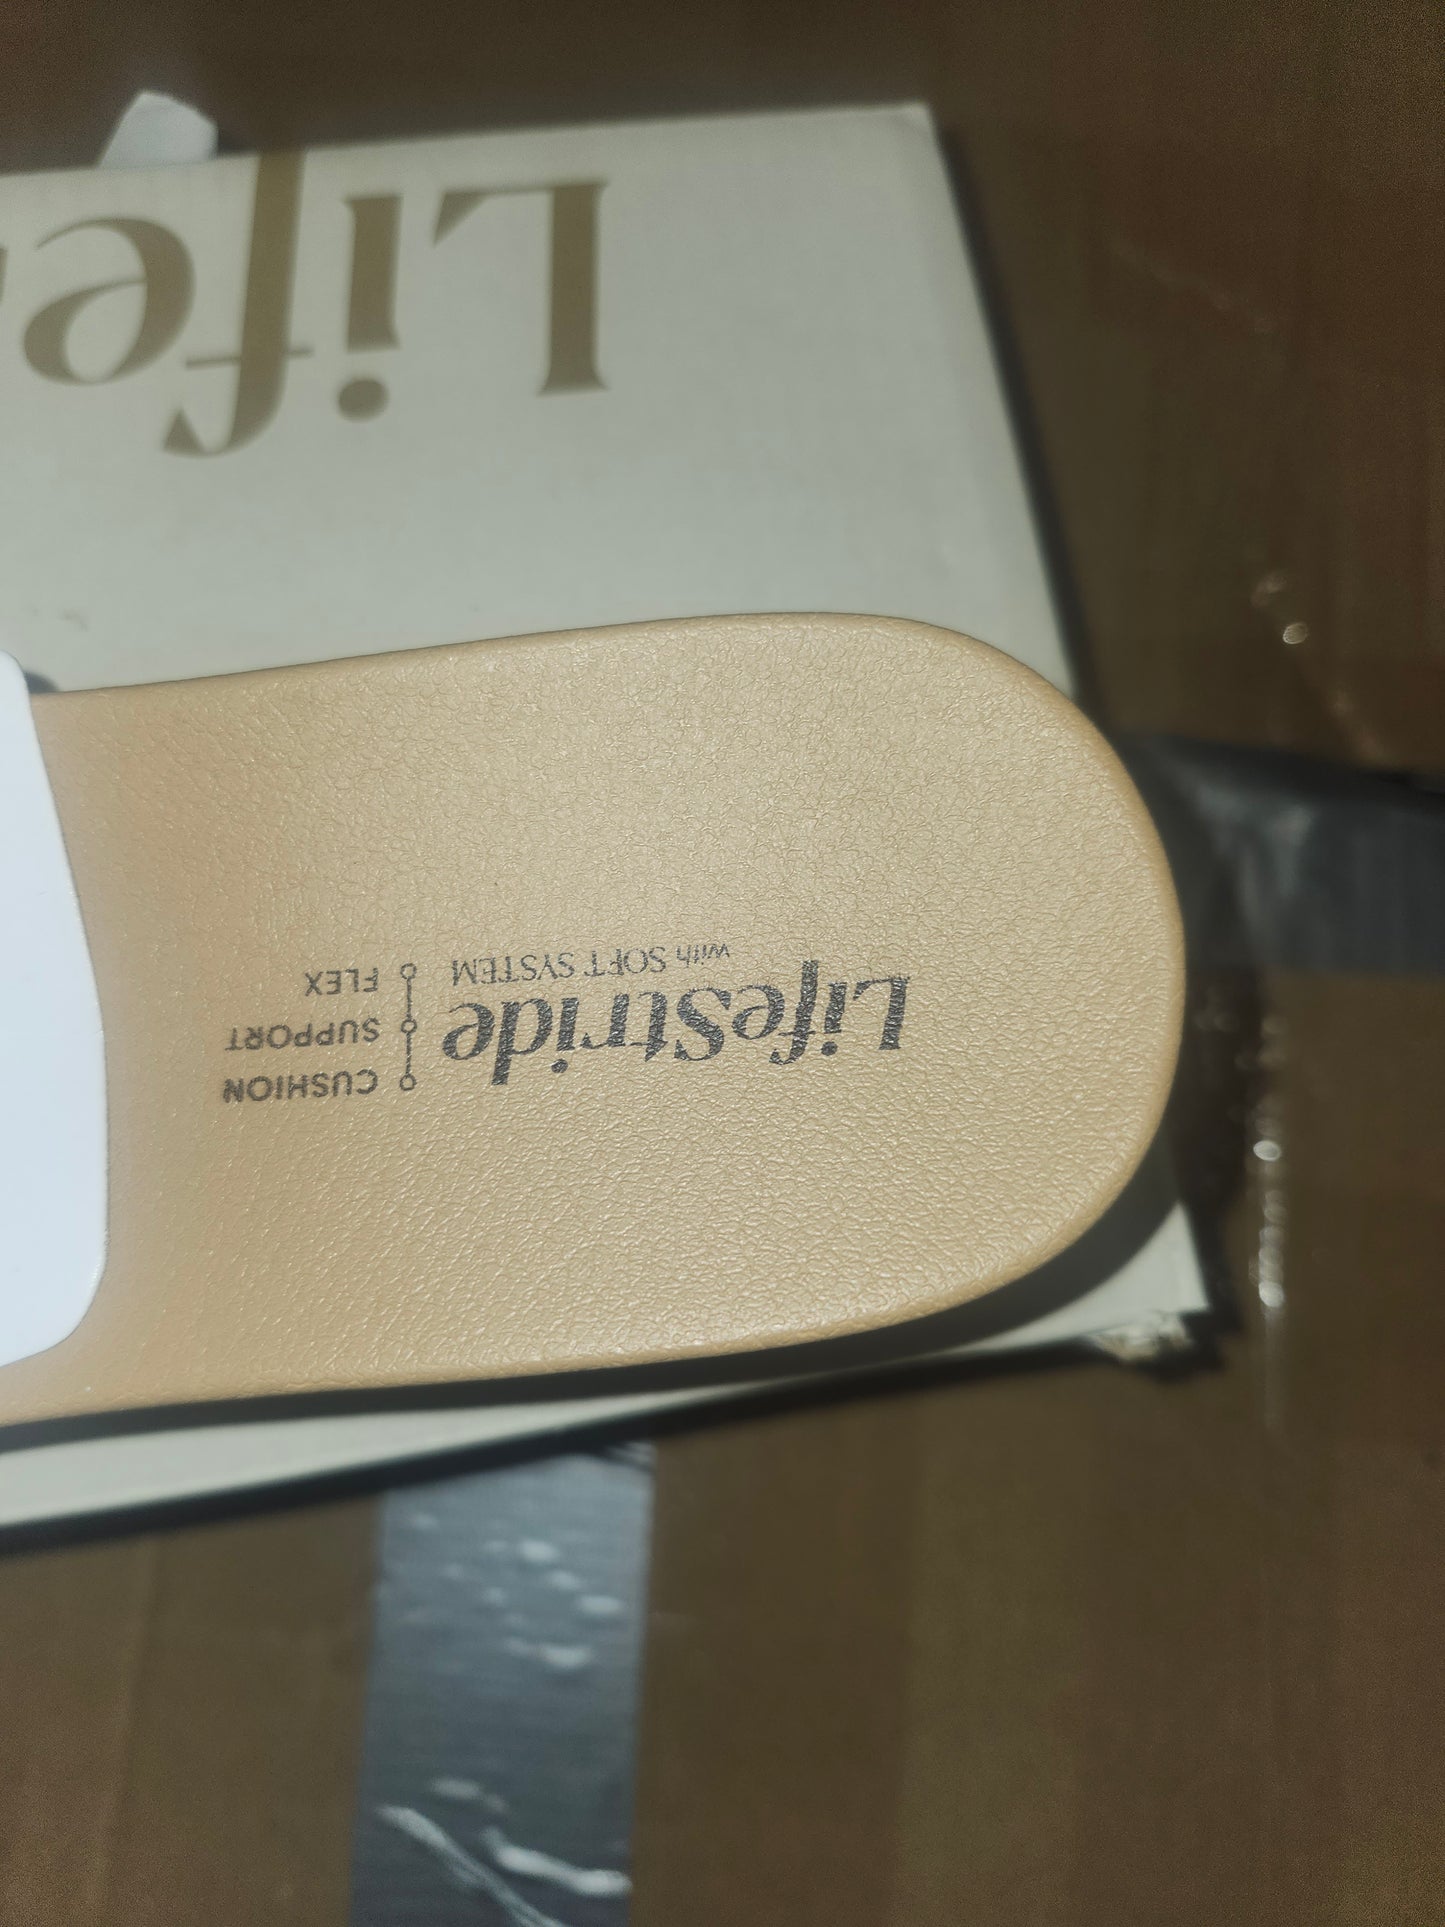 Life
LifeStride
with SOFT SYSTEM
CUSHION
SUPPORT
FLEX